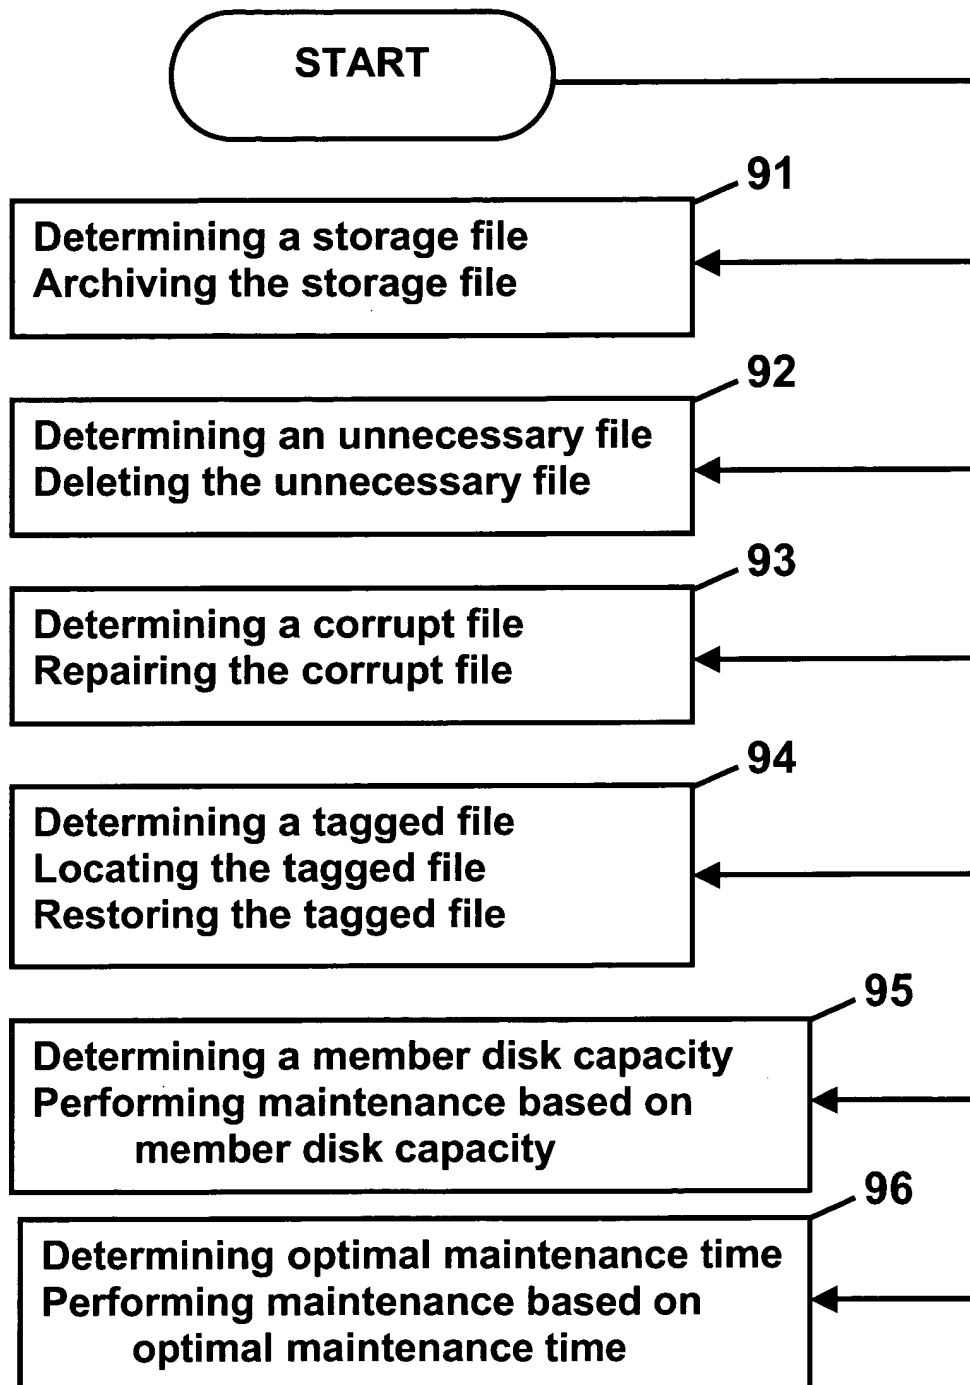 START
91
Determining a storage file
Archiving the storage file
92
Determining an unnecessary file
Deleting the unnecessary file
93
Determining a corrupt file
Repairing the corrupt file
94
Determining a tagged file
Locating the tagged file
Restoring the tagged file
95
Determining a member disk capacity
Performing maintenance based on
member disk capacity
96
Determining optimal maintenance time
Performing maintenance based on
optimal maintenance time